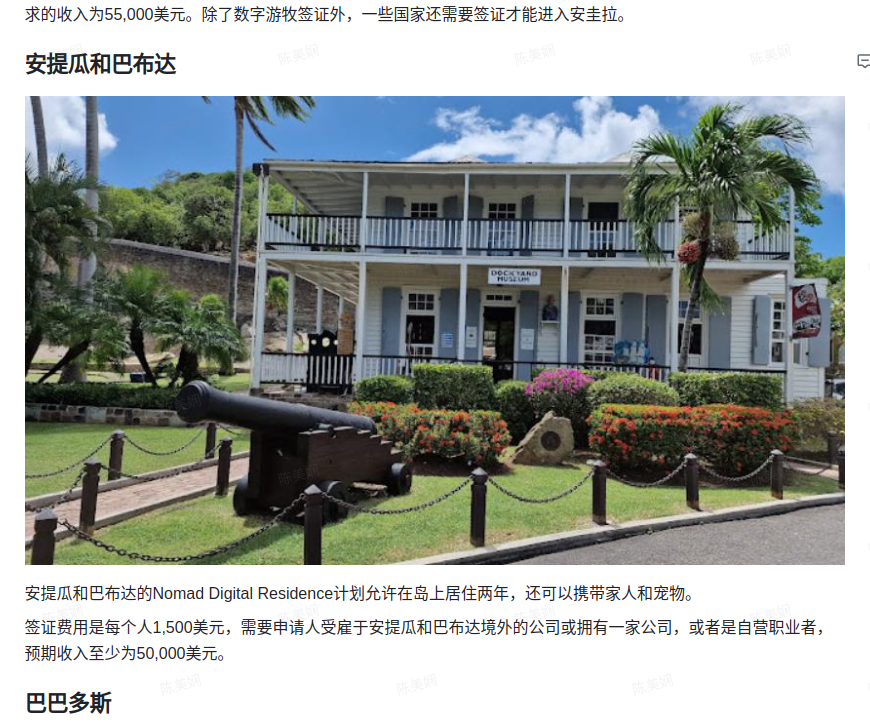 求的收入为55,000美元。除了数字游牧签证外，一些国家还需要签证才能进入安圭拉。
安提瓜和巴布达
DOCKYARD
MUSEUM
安提瓜和巴布达的Nomad Digital Residence计划允许在岛上居住两年，还可以携带家人和宠物。
签证费用是每个人1,500美元，需要申请人受雇于安提瓜和巴布达境外的公司或拥有一家公司，或者是自营职业者，
预期收入至少为50,000美元。
巴巴多斯